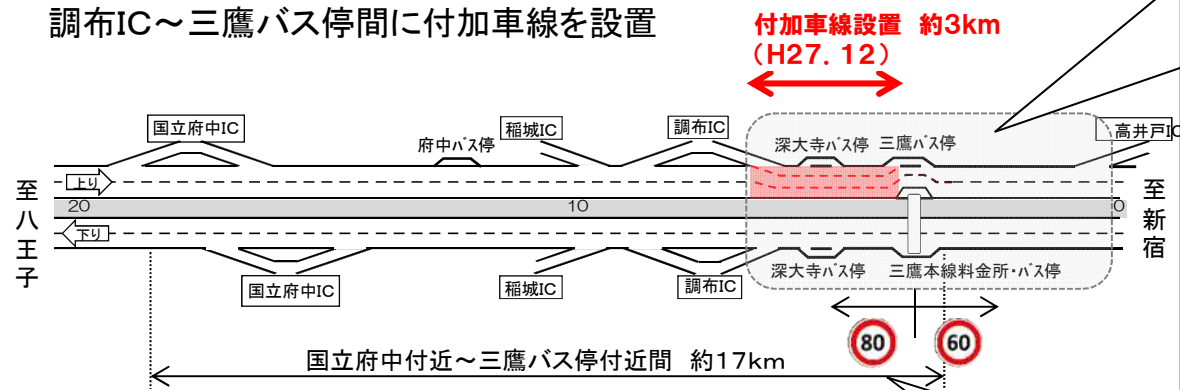 調布IC～三鷹バス停間に付加車線を設置
付加車線設置 約3km
（H27.12）
国立府中IC
府中バス停
稲城IC
調布IC
深大寺バス停
三鷹バス停
高井戸IC
至八王子
上り
20
10
0
下り
至新宿
国立府中IC
稲城IC
調布IC
深大寺バス停
三鷹本線料金所・バス停
80
60
国立府中付近～三鷹バス停付近間 約17km